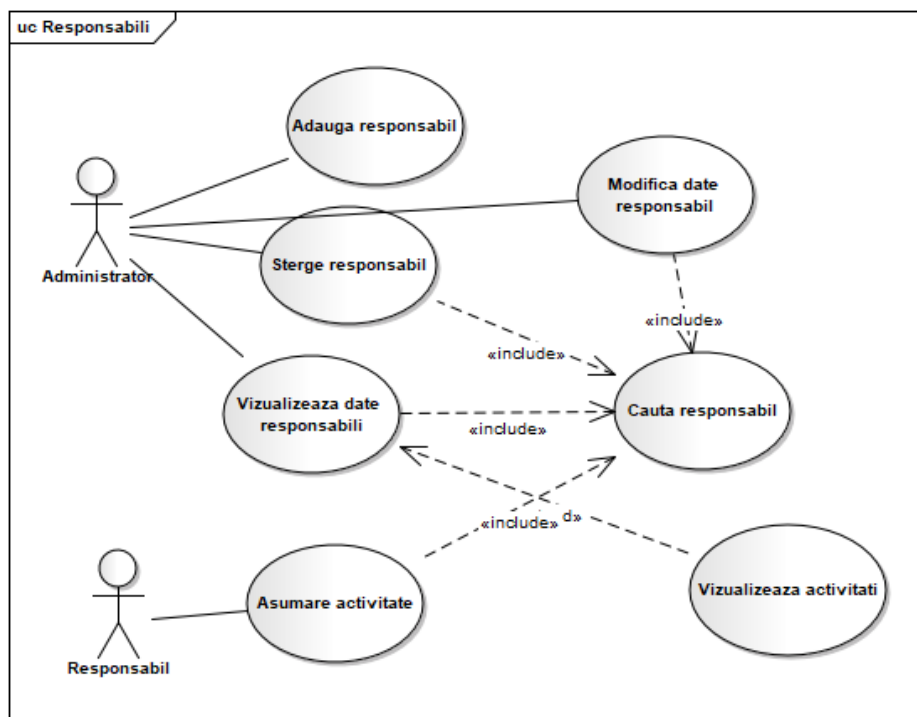 uc Responsabili
Adauga responsabil
Modifica date
responsabil
Administrator
Sterge responsabil
«include»
«include»
Vizualizeaza date
responsabili
Cauta responsabil
«include»
«include»
d»
Vizualizeaza activitati
Asumare activitate
Responsabil